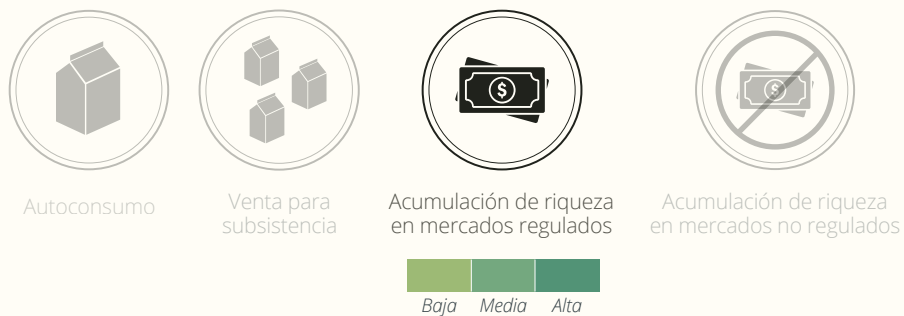 $
$
Autoconsumo
Venta para
subsistencia
Acumulación de riqueza
en mercados regulados
Acumulación de riqueza
en mercados no regulados
Baja
Media
Alta